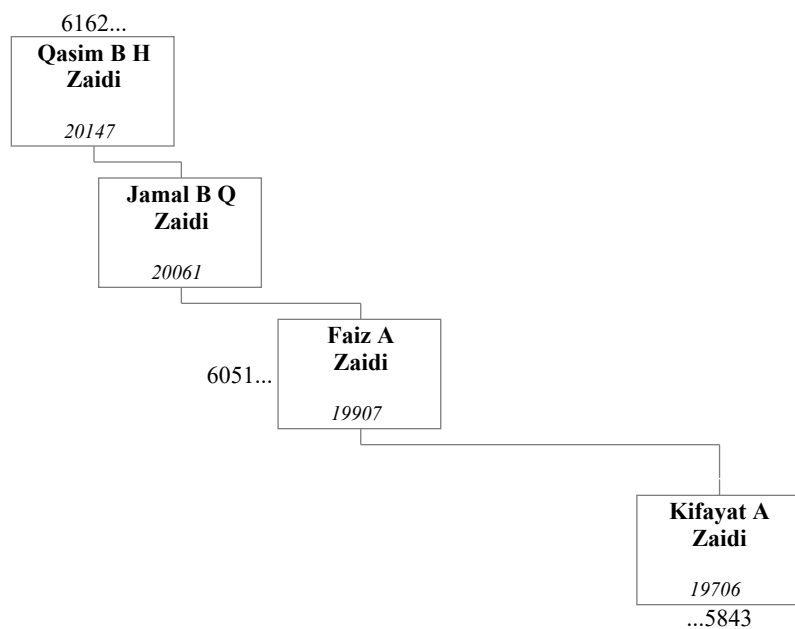 6162...
Qasim B H
Zaidi
20147
Jamal B Q
Zaidi
20061
Faiz A
Zaidi
6051...
19907
Kifayat A
Zaidi
19706
...5843